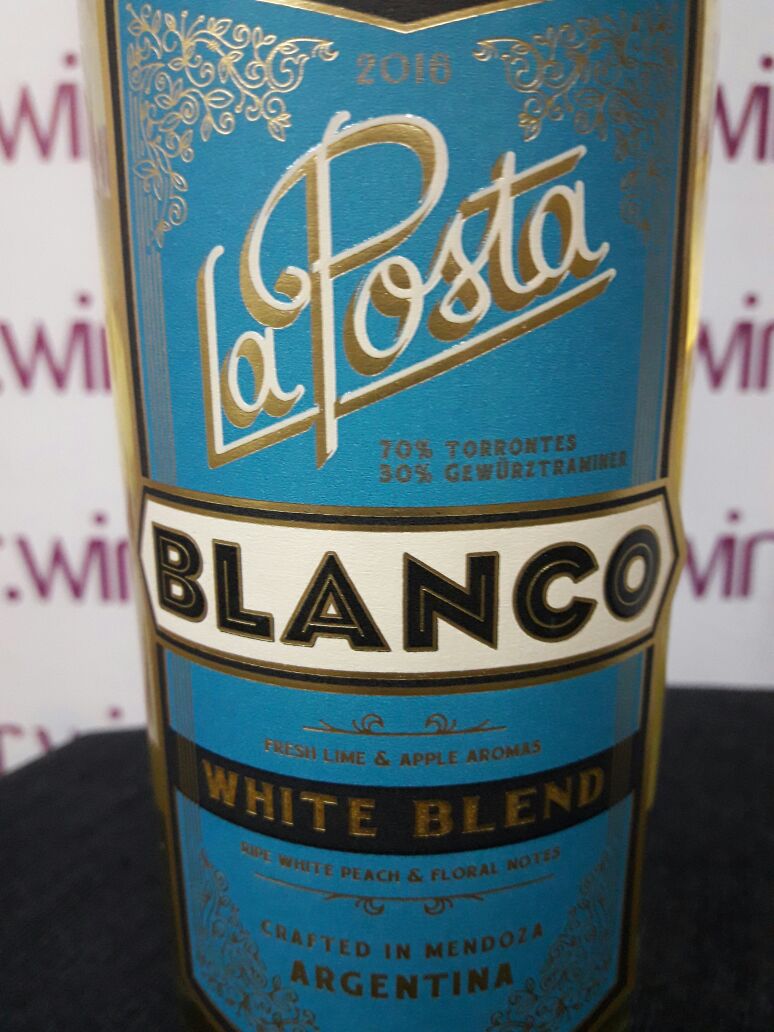 2016
La Posta
70% TORRONTES
30% GEWÜRZTRAMINER
BLANCO
FRESH LIME & APPLE AROMAS
WHITE BLEND
RIPE WHITE PEACH & FLORAL NOTES
CRAFTED IN MENDOZA
ARGENTINA